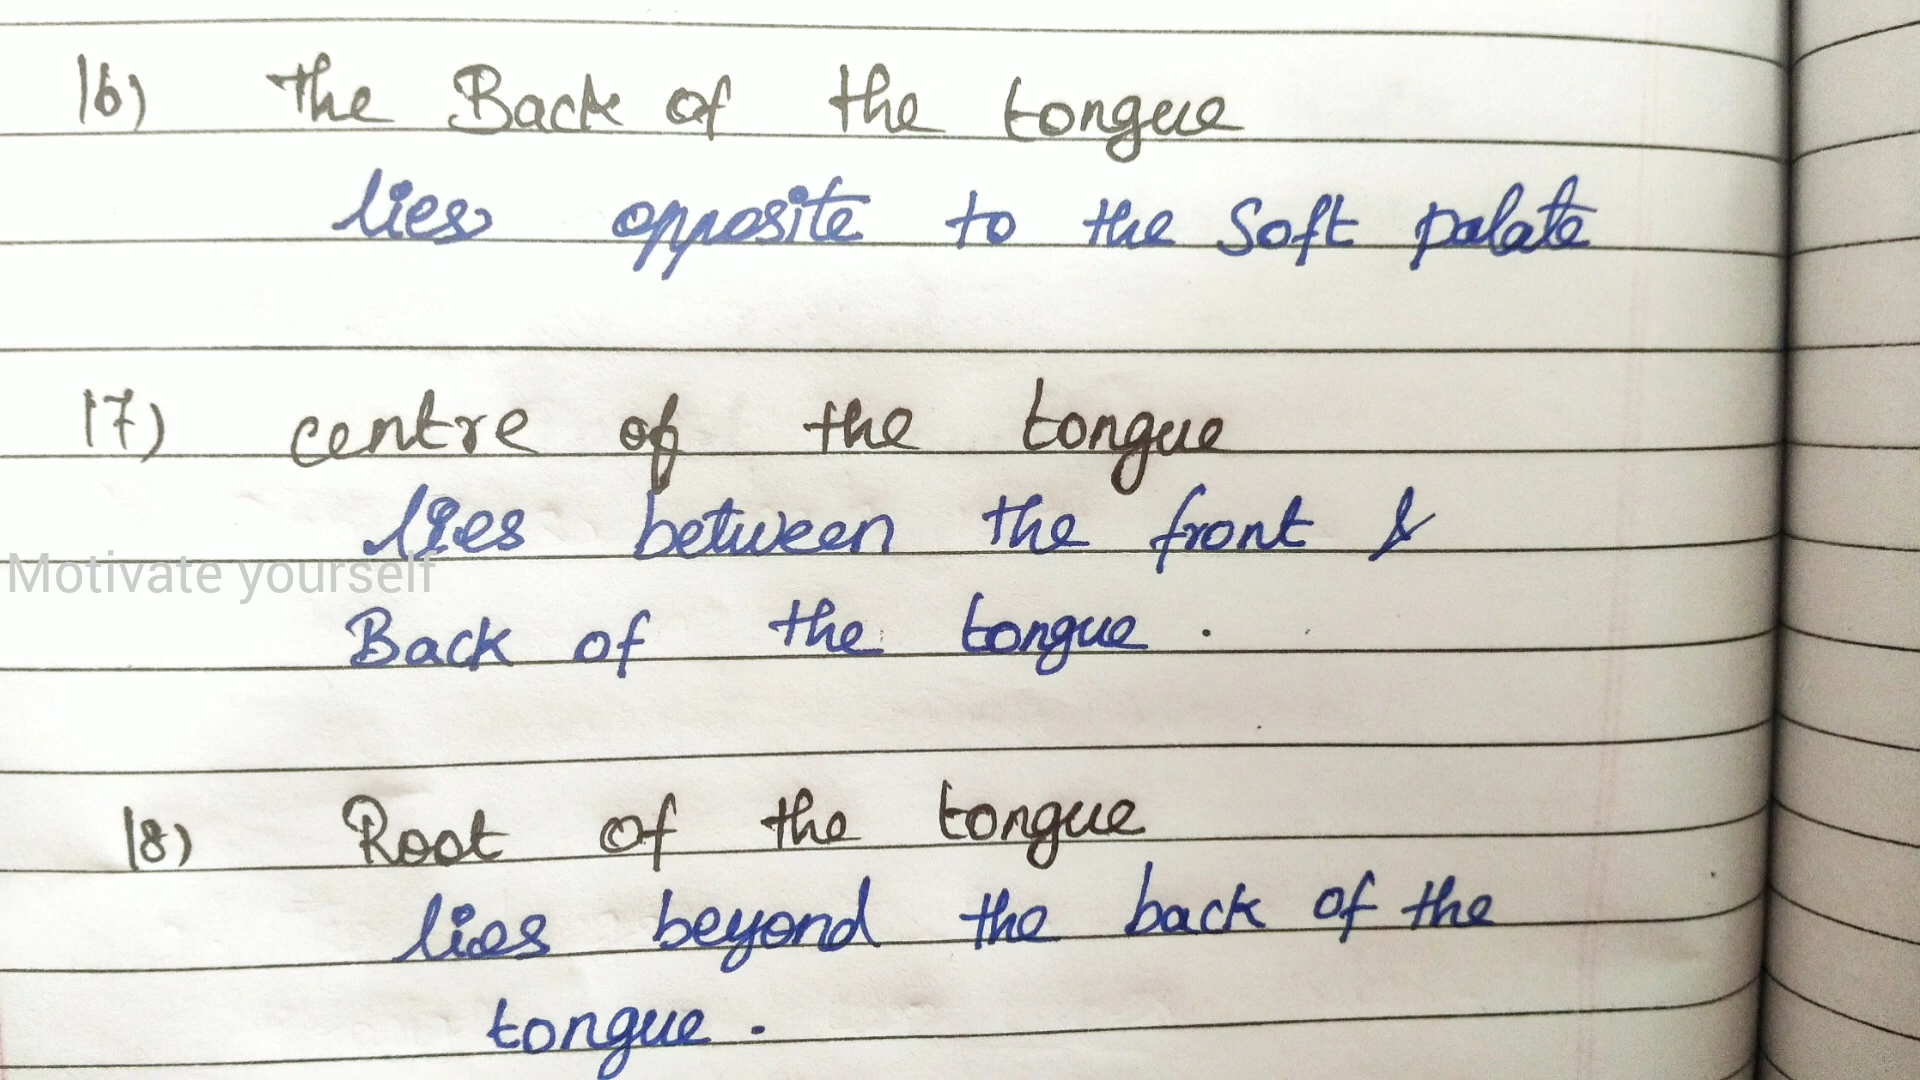 16) The Back of the tongue
lies opposite to the Soft palate
17) centre of the tongue
lies between the front &
Motivate yourself
Back of the tongue.
18) Root of the tongue
lies beyond the back of the
tongue.